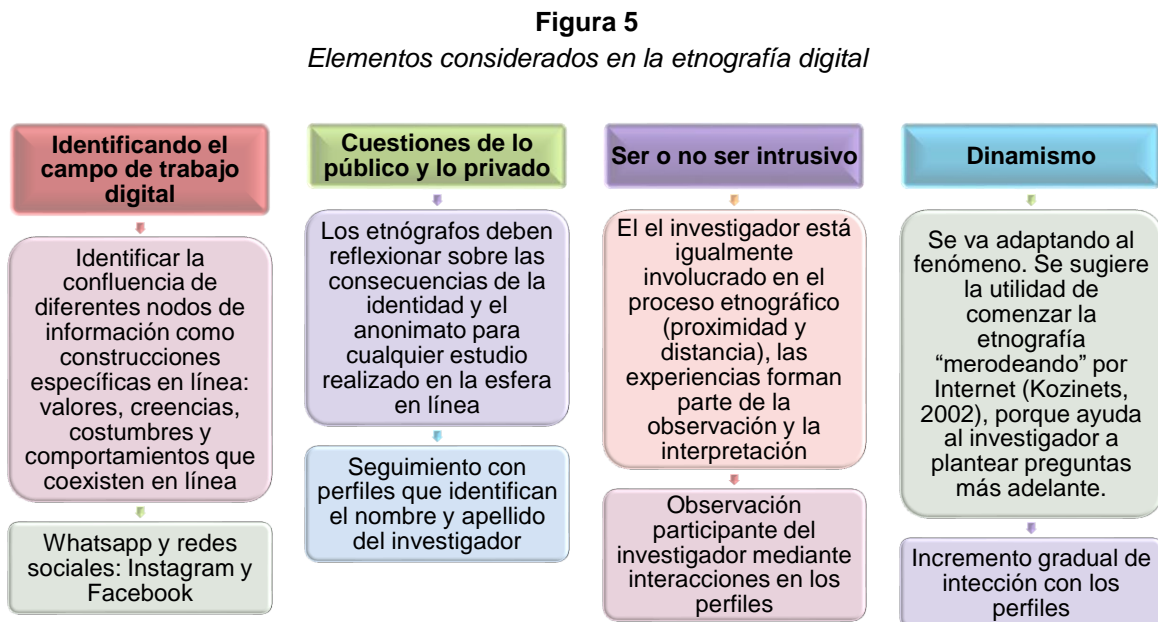 Figura 5
Elementos considerados en la etnografía digital
Identificando el
campo de trabajo
digital
Identificar la
confluencia de
diferentes nodos de
información como
construcciones
específicas en línea:
valores, creencias,
costumbres y
comportamientos que
coexisten en línea
Whatsapp y redes
sociales: Instagram y
Facebook
Cuestiones de lo
público y lo privado
Los etnógrafos deben
reflexionar sobre las
consecuencias de la
identidad y el
anonimato para
cualquier estudio
realizado en la esfera
en línea
Seguimiento con
perfiles que identifican
el nombre y apellido
del investigador
Ser o no ser intrusivo
El el investigador está
igualmente
involucrado en el
proceso etnográfico
(proximidad y
distancia), las
experiencias forman
parte de la
observación y la
interpretación
Observación
participante del
investigador mediante
interacciones en los
perfiles
Dinamismo
Se va adaptando al
fenómeno. Se sugiere
la utilidad de
comenzar la
etnografía
“merodeando” por
Internet (Kozinets,
2002), porque ayuda
al investigador a
plantear preguntas
más adelante.
Incremento gradual de
intección con los
perfiles